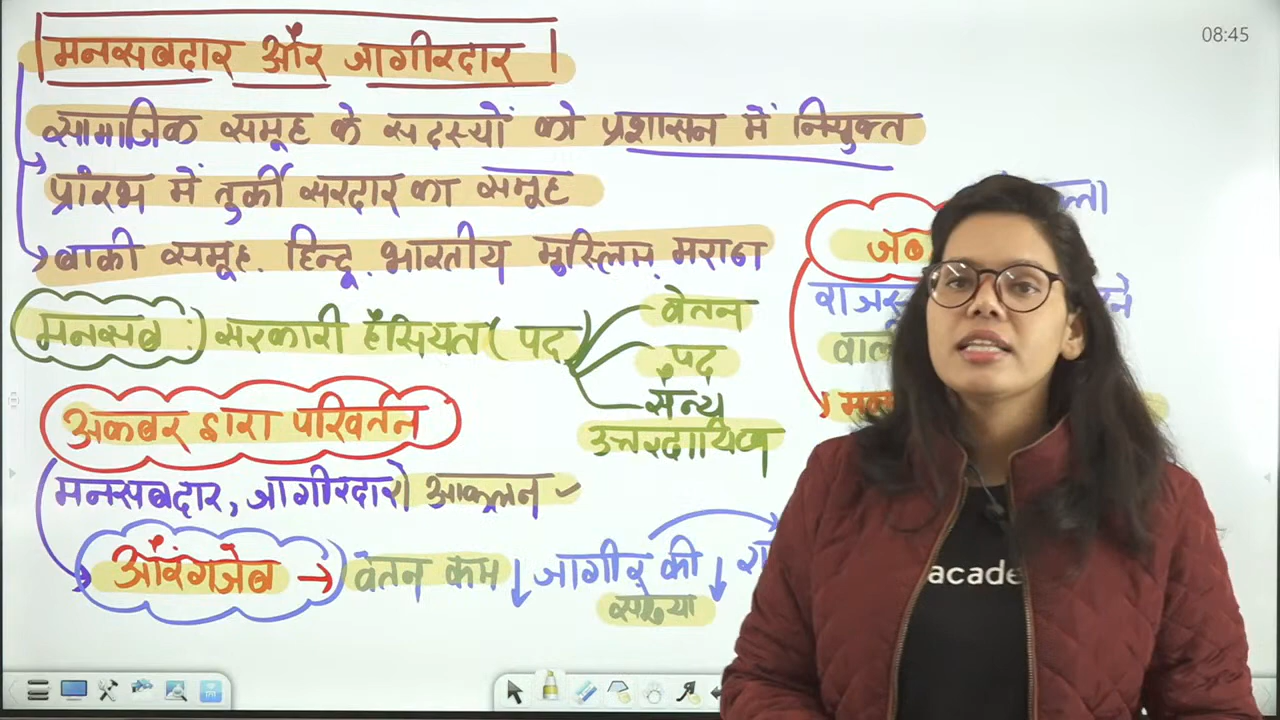 08:45
मनसबदार और जागीरदार
सामाजिक समूह के सदस्यों को प्रशासन में नियुक्त
प्रारंभ में तुर्की सरदार का समूह
बाकी समूह. हिन्दू. भारतीय मुस्लिम. मराठा
मनसब :) सरकारी हैसियत ( पद)
वेतन
पद
सैन्य
उत्तरदायित्व
अकबर द्वारा परिवर्तन
मनसबदार, जागीरदारो आकलन
औरंगजेब → वेतन कम ↓ जागीर की ↓
संख्या
acade